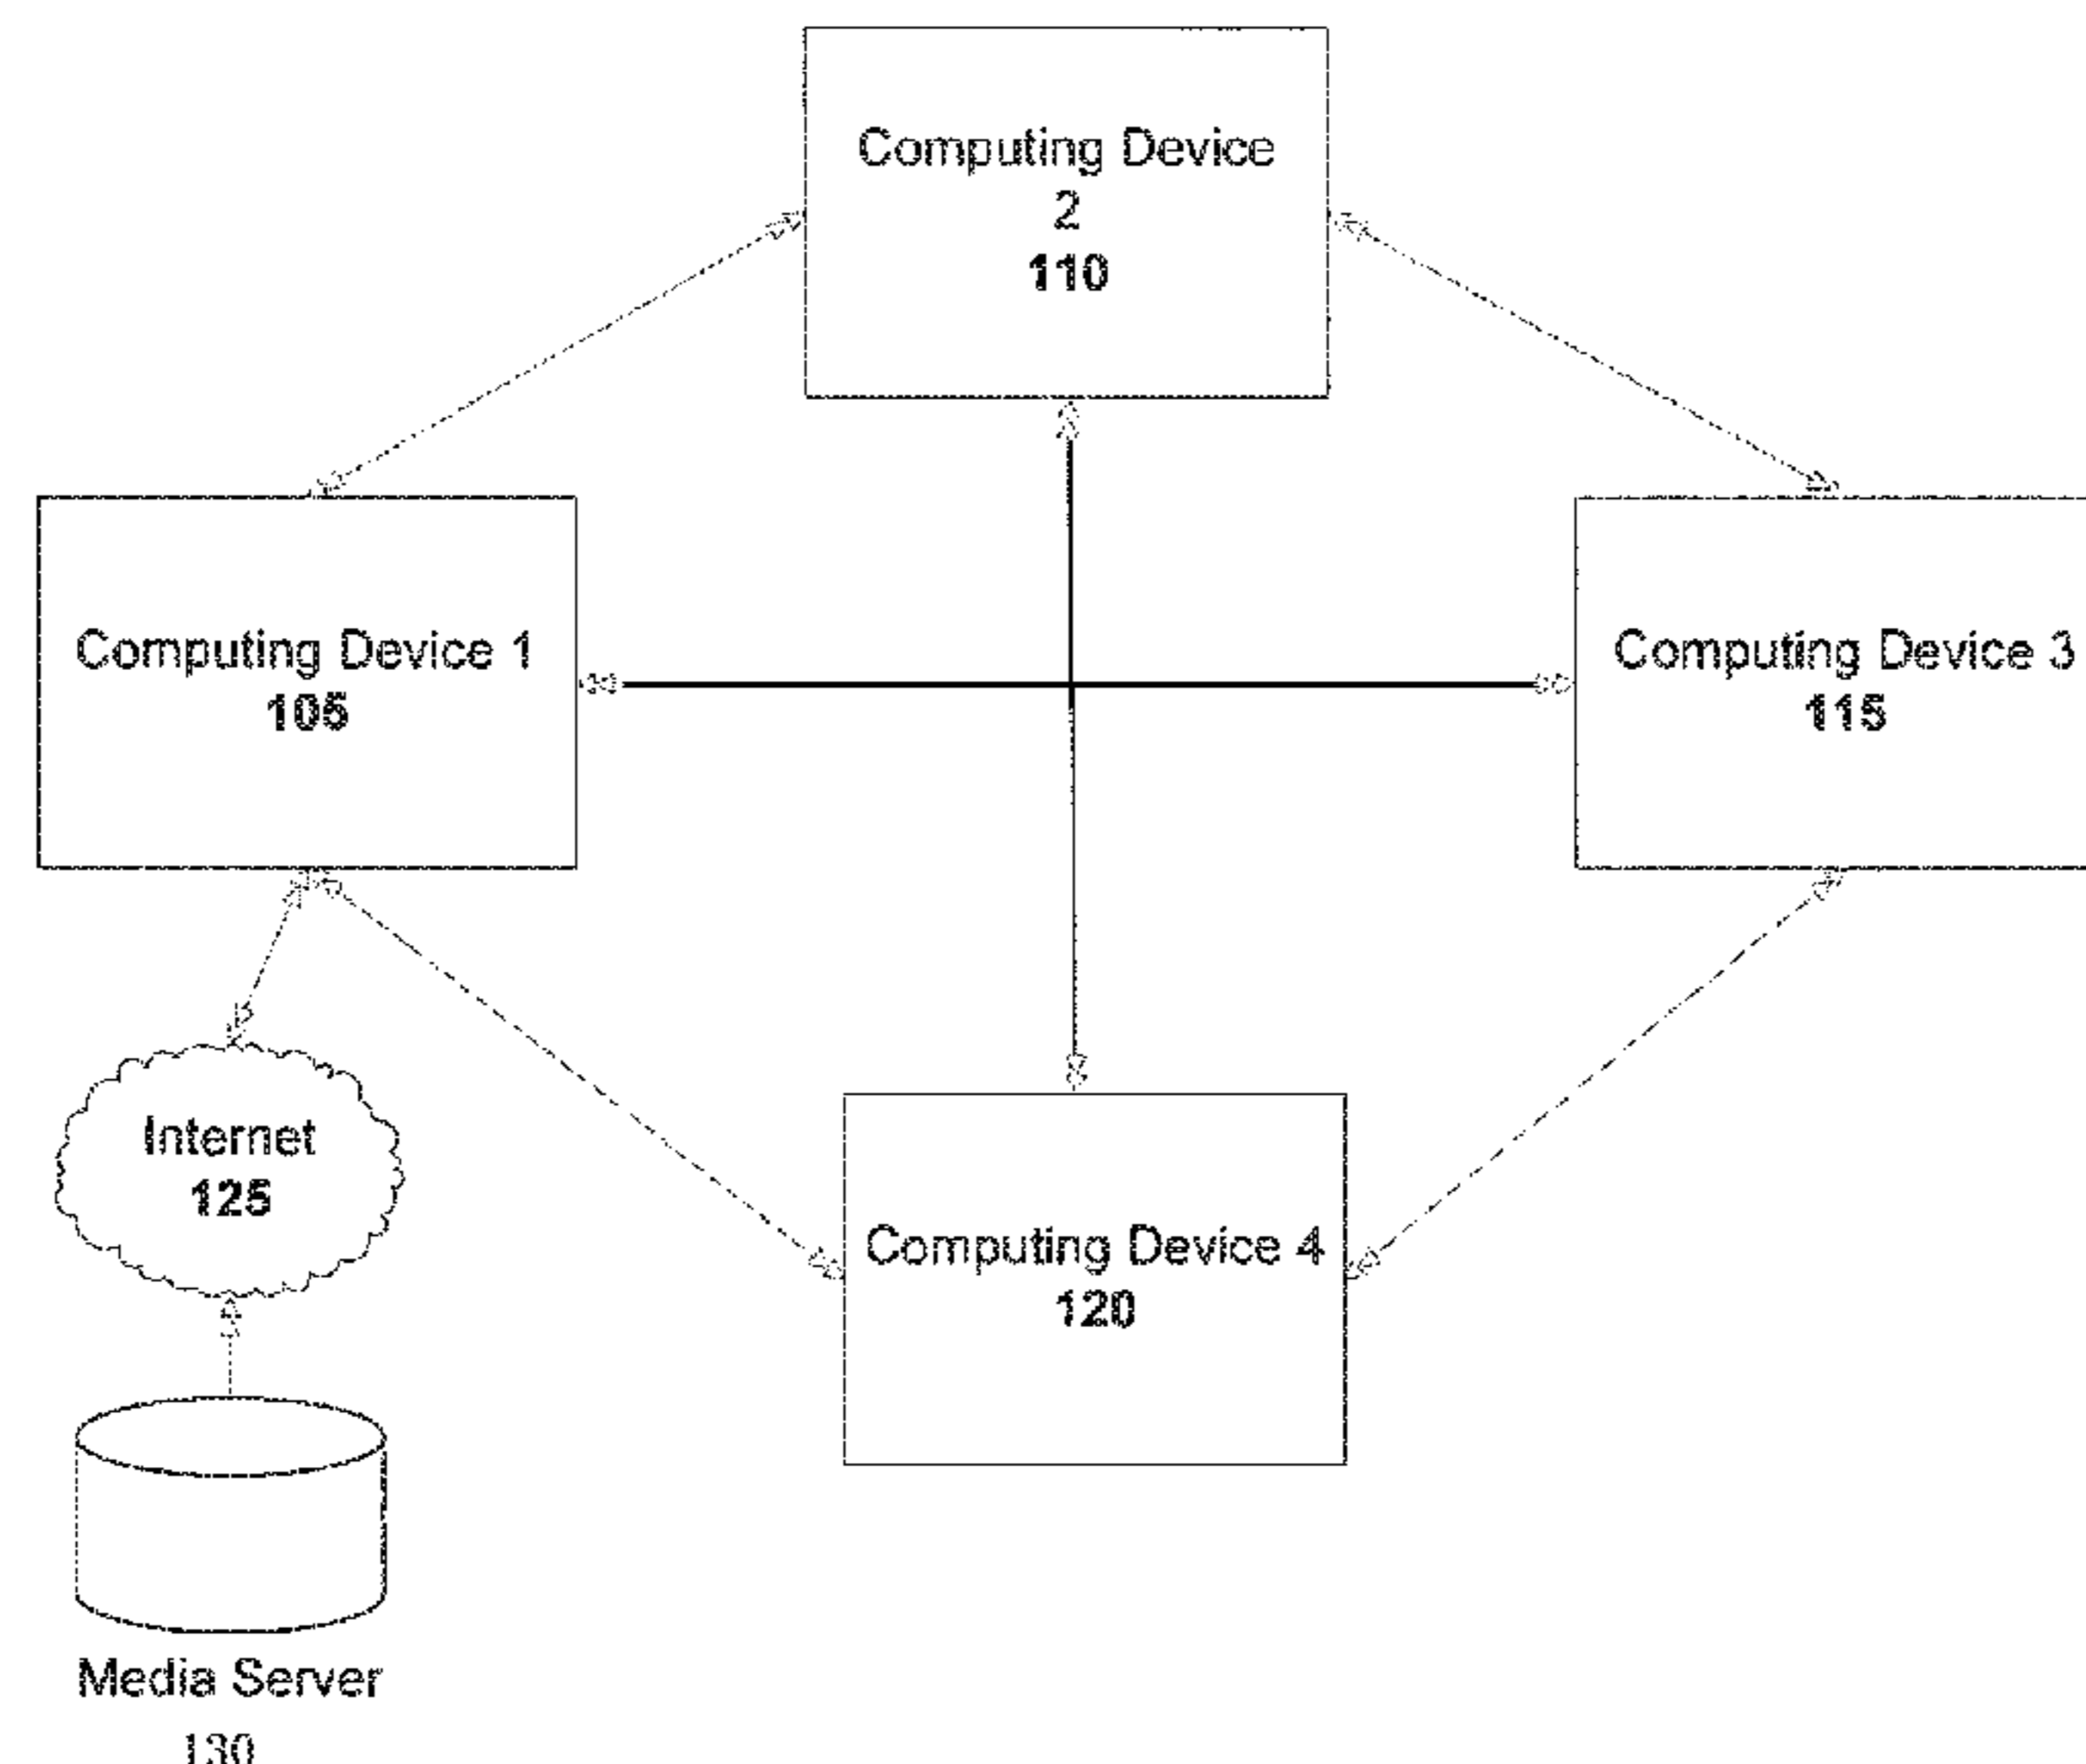 Computing Device
2
110
Computing Device 1
105
Computing Device 3
115
Internet
125
Computing Device 4
120
Media Server
130